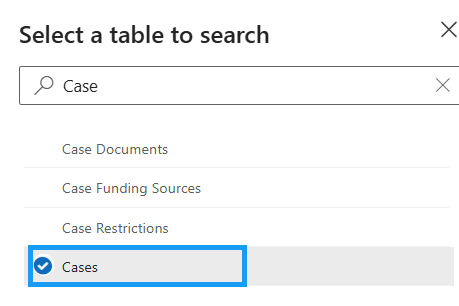 Select a table to search
Case
Case Documents
Case Funding Sources
Case Restrictions
Cases